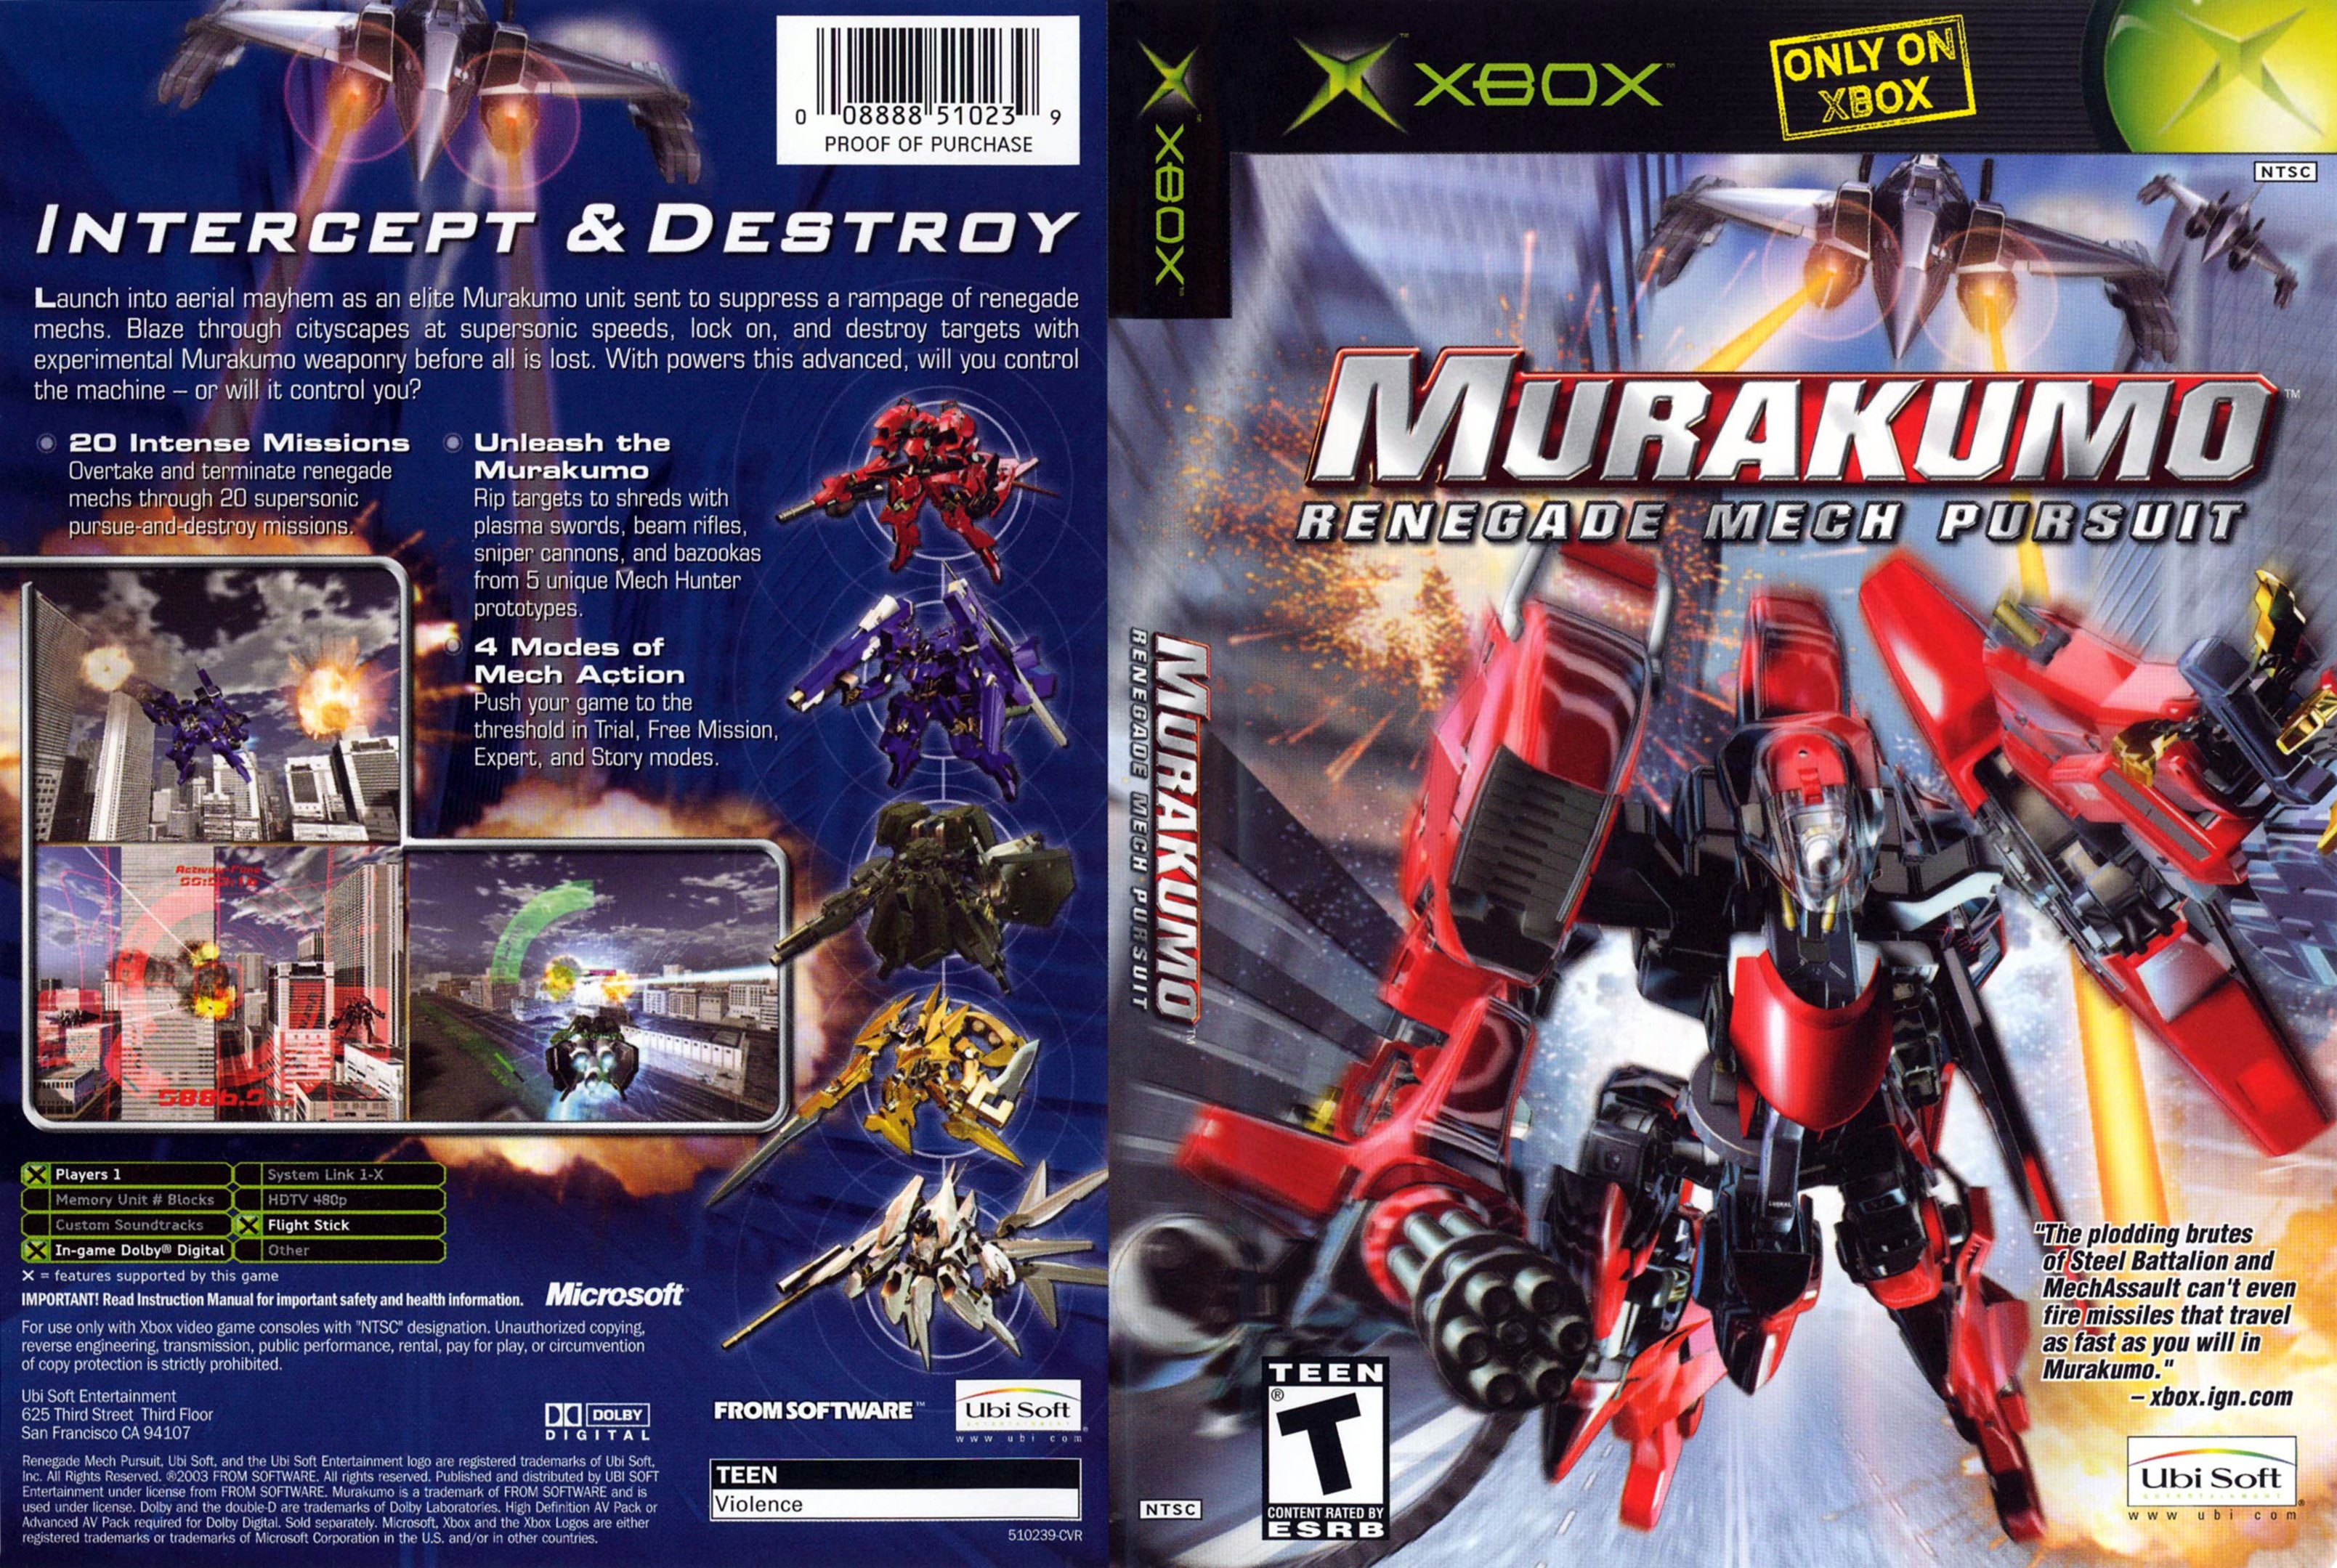 0 08888 51023 9
PROOF OF PURCHASE
INTERCEPT & DESTROY
Launch into aerial mayhem as an elite Murakumo unit sent to suppress a rampage of renegade
mechs. Blaze through cityscapes at supersonic speeds, lock on, and destroy targets with
experimental Murakumo weaponry before all is lost. With powers this advanced, will you control
the machine – or will it control you?
20 Intense Missions
Overtake and terminate renegade
mechs through 20 supersonic
pursue-and-destroy missions.
Unleash the
Murakumo
Rip targets to shreds with
plasma swords, beam rifles,
sniper cannons, and bazookas
from 5 unique Mech Hunter
prototypes.
4 Modes of
Mech Action
Push your game to the
threshold in Trial, Free Mission,
Expert, and Story modes.
Players 1
System Link 1-X
Memory Unit # Blocks
HDTV 480p
Custom Soundtracks
Flight Stick
In-game Dolby® Digital
Other
X = features supported by this game
IMPORTANT! Read Instruction Manual for important safety and health information.
Microsoft
For use only with Xbox video game consoles with "NTSC" designation. Unauthorized copying,
reverse engineering, transmission, public performance, rental, pay for play, or circumvention
of copy protection is strictly prohibited.
Ubi Soft Entertainment
625 Third Street Third Floor
San Francisco CA 94107
DOLBY
DIGITAL
FROM SOFTWARE™
Ubi Soft
ENTERTAINMENT
www ubi com
Renegade Mech Pursuit, Ubi Soft, and the Ubi Soft Entertainment logo are registered trademarks of Ubi Soft,
Inc. All Rights Reserved. ®2003 FROM SOFTWARE. All rights reserved. Published and distributed by UBI SOFT
Entertainment under license from FROM SOFTWARE. Murakumo is a trademark of FROM SOFTWARE and is
used under license. Dolby and the double-D are trademarks of Dolby Laboratories. High Definition AV Pack or
Advanced AV Pack required for Dolby Digital. Sold separately. Microsoft, Xbox and the Xbox Logos are either
registered trademarks or trademarks of Microsoft Corporation in the U.S. and/or in other countries.
TEEN
Violence
510239-CVR
XBOX™
MURAKUMO™
RENEGADE MECH PURSUIT
NTSC
XBOX™
ONLY ON
XBOX
NTSC
MURAKUMO™
RENEGADE MECH PURSUIT
"The plodding brutes
of Steel Battalion and
MechAssault can't even
fire missiles that travel
as fast as you will in
Murakumo."
– xbox.ign.com
TEEN
T®
CONTENT RATED BY
ESRB
Ubi Soft®
ENTERTAINMENT
www ubi com